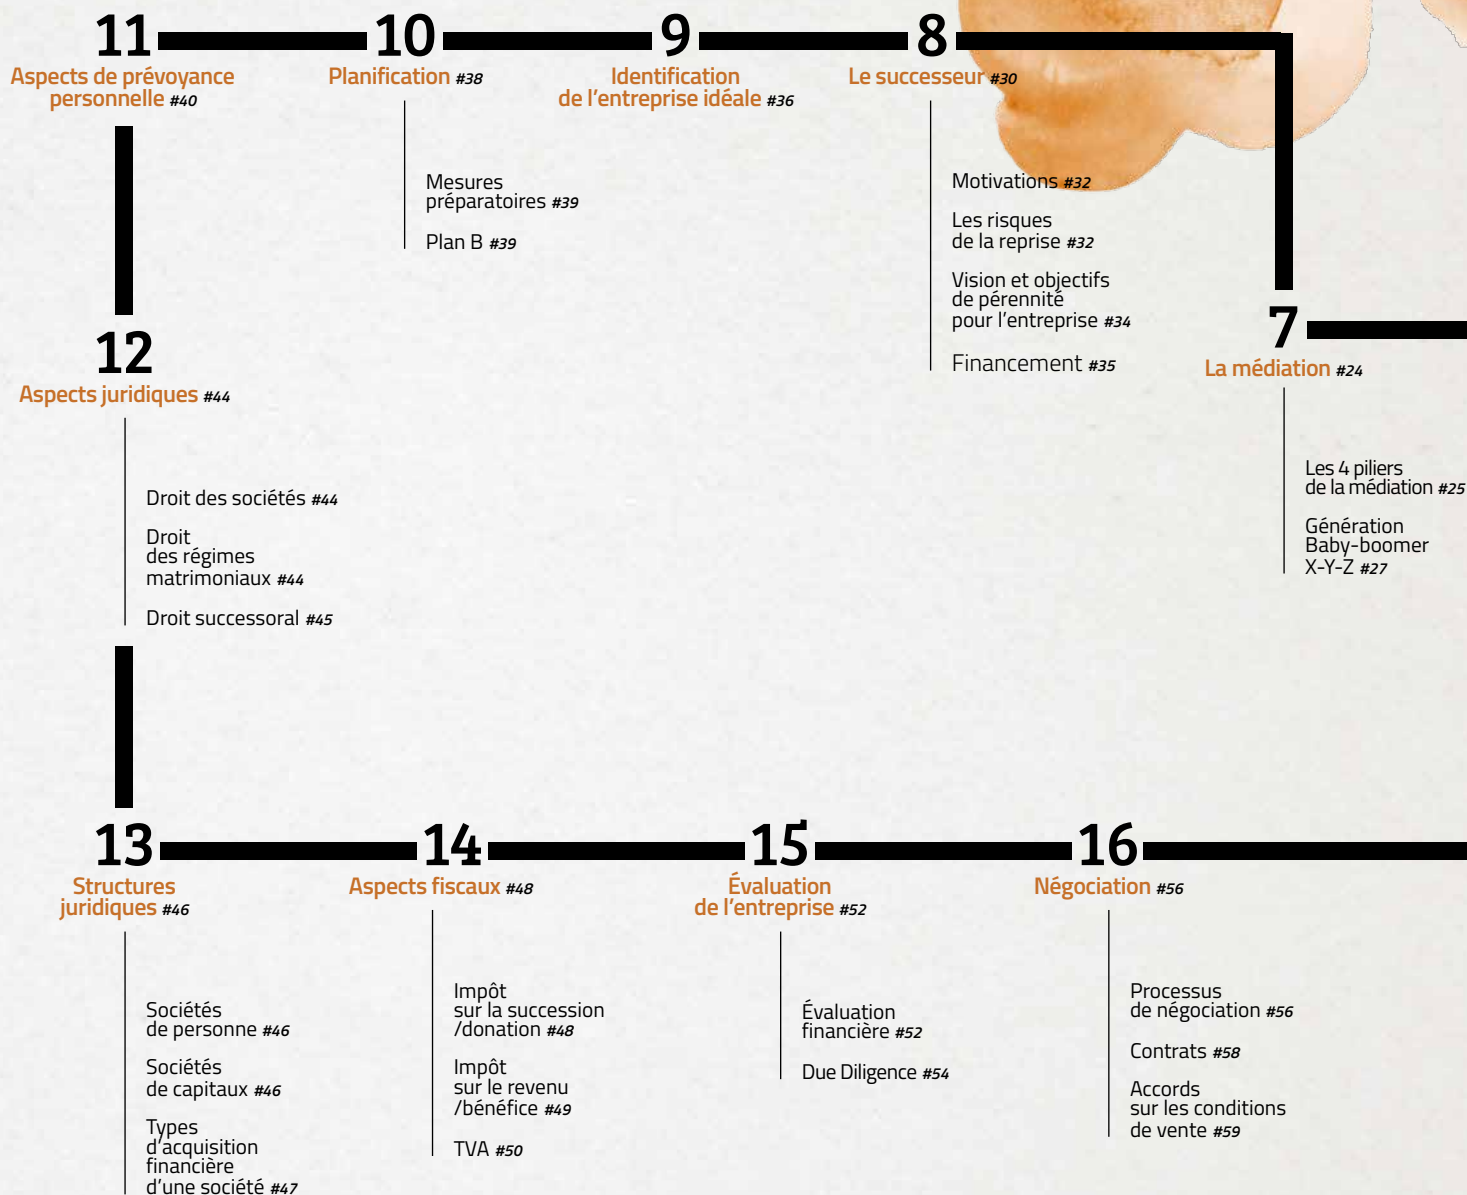 11
Aspects de prévoyance
personnelle #40
10
Planification #38
Mesures
préparatoires #39
Plan B #39
9
Identification
de l'entreprise idéale #36
8
Le successeur #30
Motivations #32
Les risques
de la reprise #32
Vision et objectifs
de pérennité
pour l'entreprise #34
Financement #35
7
La médiation #24
Les 4 piliers
de la médiation #25
Génération
Baby-boomer
X-Y-Z #27
12
Aspects juridiques #44
Droit des sociétés #44
Droit
des régimes
matrimoniaux #44
Droit successoral #45
13
Structures
juridiques #46
Sociétés
de personne #46
Sociétés
de capitaux #46
Types
d'acquisition
financière
d'une société #47
14
Aspects fiscaux #48
Impôt
sur la succession
/donation #48
Impôt
sur le revenu
/bénéfice #49
TVA #50
15
Évaluation
de l'entreprise #52
Évaluation
financière #52
Due Diligence #54
16
Négociation #56
Processus
de négociation #56
Contrats #58
Accords
sur les conditions
de vente #59